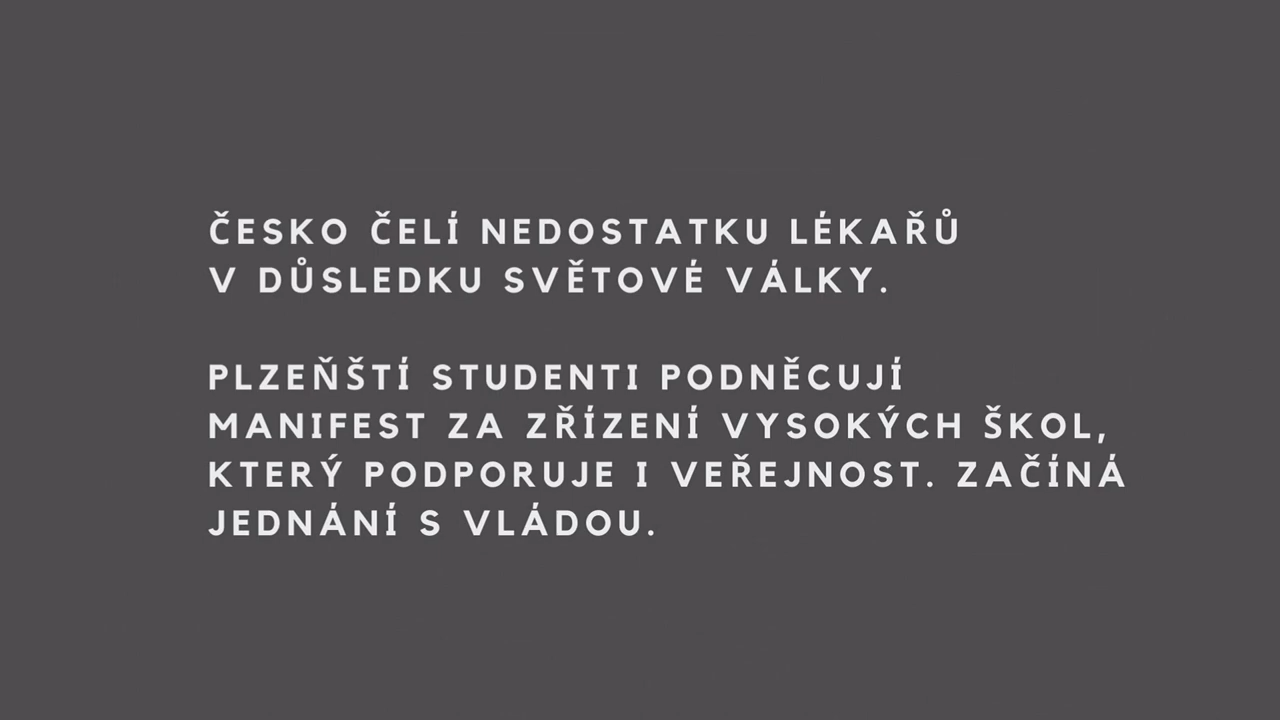 ČESKO ČELÍ NEDOSTATKU LÉKAŘŮ
V DŮSLEDKU SVĚTOVÉ VÁLKY.
PLZEŇŠTÍ STUDENTI PODNĚCUJÍ
MANIFEST ZA ZŘÍZENÍ VYSOKÝCH ŠKOL,
KTERÝ PODPORUJE I VEŘEJNOST. ZAČÍNÁ
JEDNÁNÍ S VLÁDOU.